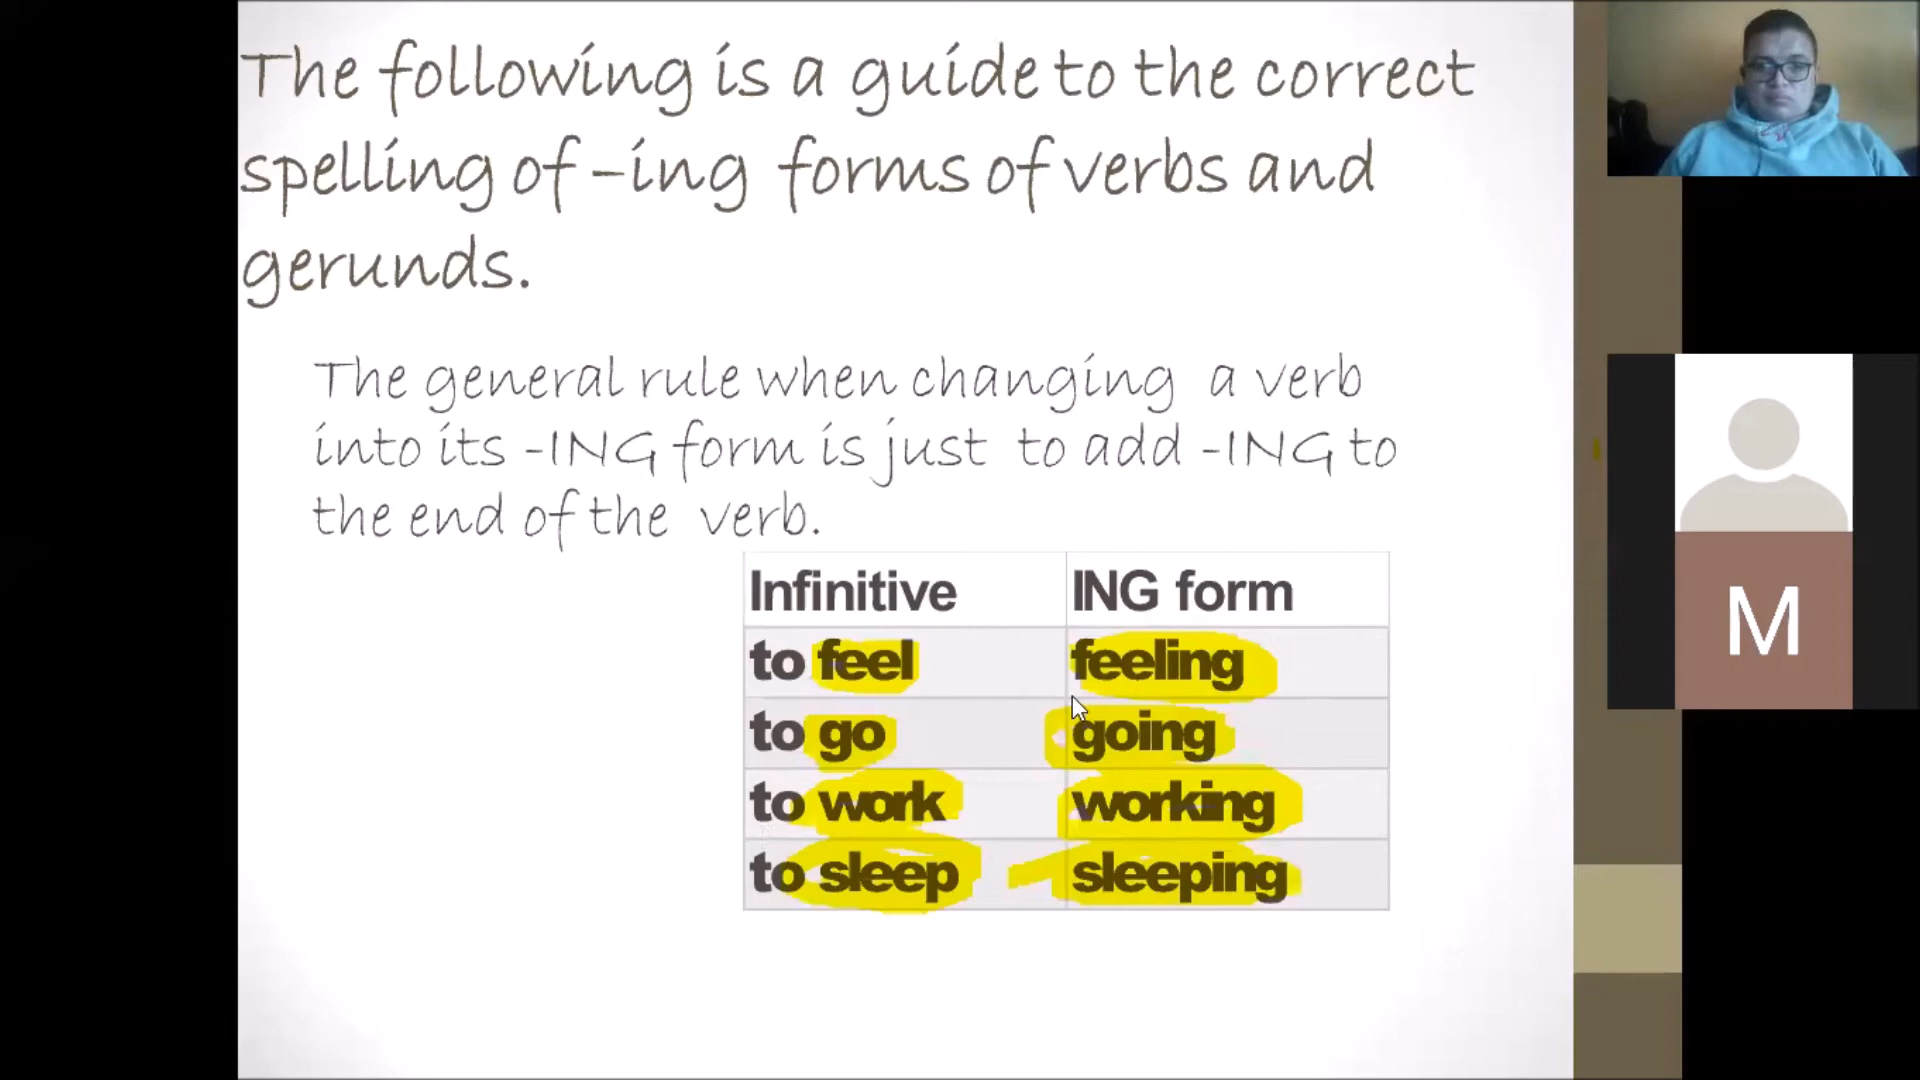 The following is a guide to the correct
spelling of –ing forms of verbs and
gerunds.
The general rule when changing a verb
into its -ING form is just to add -ING to
the end of the verb.
Infinitive ING form
to feel feeling
to go going
to work working
to sleep sleeping
M